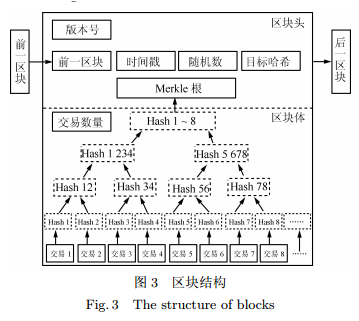 区块头
版本号
前一区块
前一区块 时间戳 随机数 目标哈希
后一区块
Merkle 根
交易数量
Hash 1 ~ 8
区块体
Hash 1 234 Hash 5 678
Hash 12 Hash 34 Hash 56 Hash 78
Hash 1 Hash 2 Hash 3 Hash 4 Hash 5 Hash 6 Hash 7 Hash 8 ……
交易 1 交易 2 交易 3 交易 4 交易 5 交易 6 交易 7 交易 8 ……
图 3 区块结构
Fig. 3 The structure of blocks